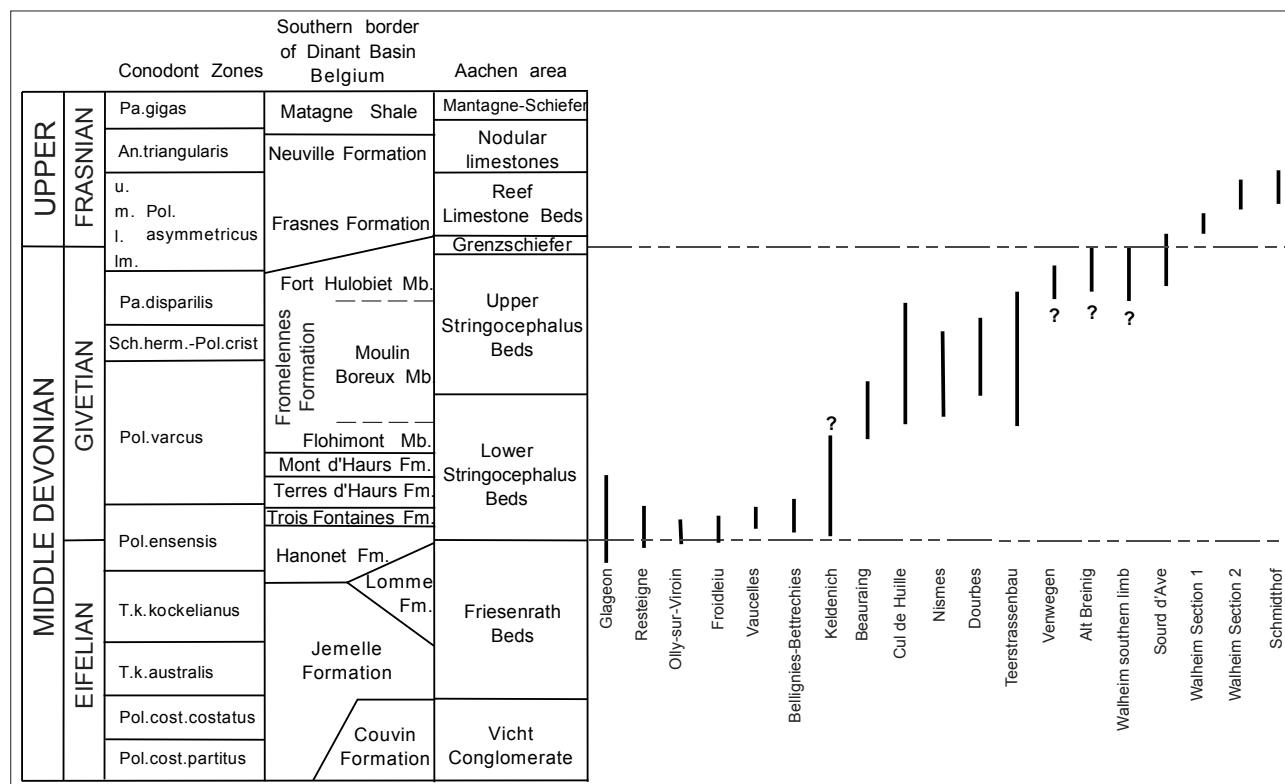 Southern border
of Dinant Basin
Belgium
Conodont Zones
Aachen area
UPPER
FRASNIAN
MIDDLE DEVONIAN
GIVETIAN
EIFELIAN
Pa.gigas
An.triangularis
u.
m. Pol.
l. asymmetricus
lm.
Pa.disparilis
Sch.herm.-Pol.crist
Pol.varcus
Pol.ensensis
T.k.kockelianus
T.k.australis
Pol.cost.costatus
Pol.cost.partitus
Matagne Shale
Neuville Formation
Frasnes Formation
Fort Hulobiet Mb.
Fromelennes
Formation
Moulin
Boreux Mb.
Flohimont Mb.
Mont d'Haurs Fm.
Terres d'Haurs Fm.
Trois Fontaines Fm.
Hanonet Fm.
Lomme
Fm.
Jemelle
Formation
Couvin
Formation
Mantagne-Schiefer
Nodular
limestones
Reef
Limestone Beds
Grenzschiefer
Upper
Stringocephalus
Beds
Lower
Stringocephalus
Beds
Friesenrath
Beds
Vicht
Conglomerate
?
?
?
?
Glageon
Resteigne
Olly-sur-Viroin
Froidleiu
Vaucelles
Bellignies-Bettrechies
Keldenich
Beauraing
Cul de Huille
Nismes
Dourbes
Teerstrassenbau
Venwegen
Alt Breinig
Walheim southern limb
Sourd d'Ave
Walheim Section 1
Walheim Section 2
Schmidthof